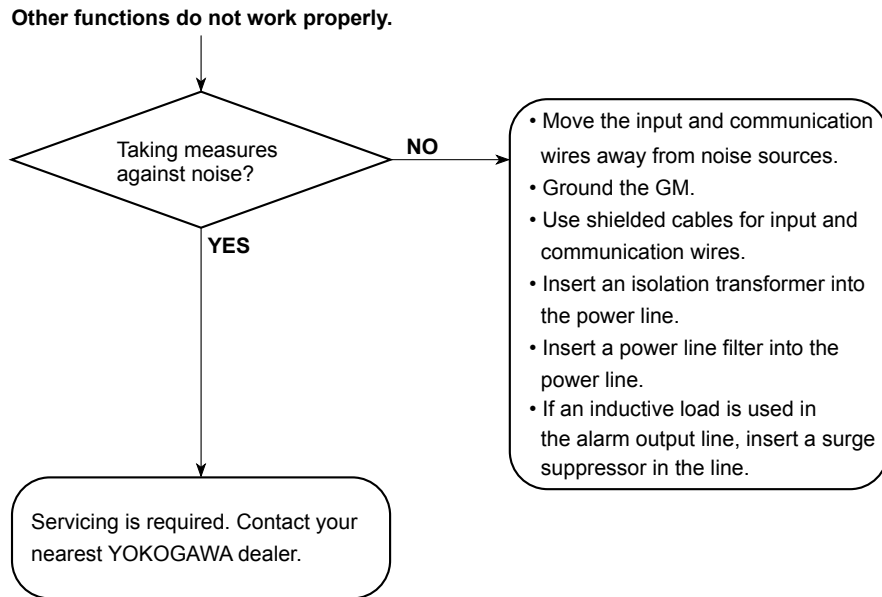 Other functions do not work properly.
Taking measures
against noise?
NO
YES
• Move the input and communication
wires away from noise sources.
• Ground the GM.
• Use shielded cables for input and
communication wires.
• Insert an isolation transformer into
the power line.
• Insert a power line filter into the
power line.
• If an inductive load is used in
the alarm output line, insert a surge
suppressor in the line.
Servicing is required. Contact your
nearest YOKOGAWA dealer.